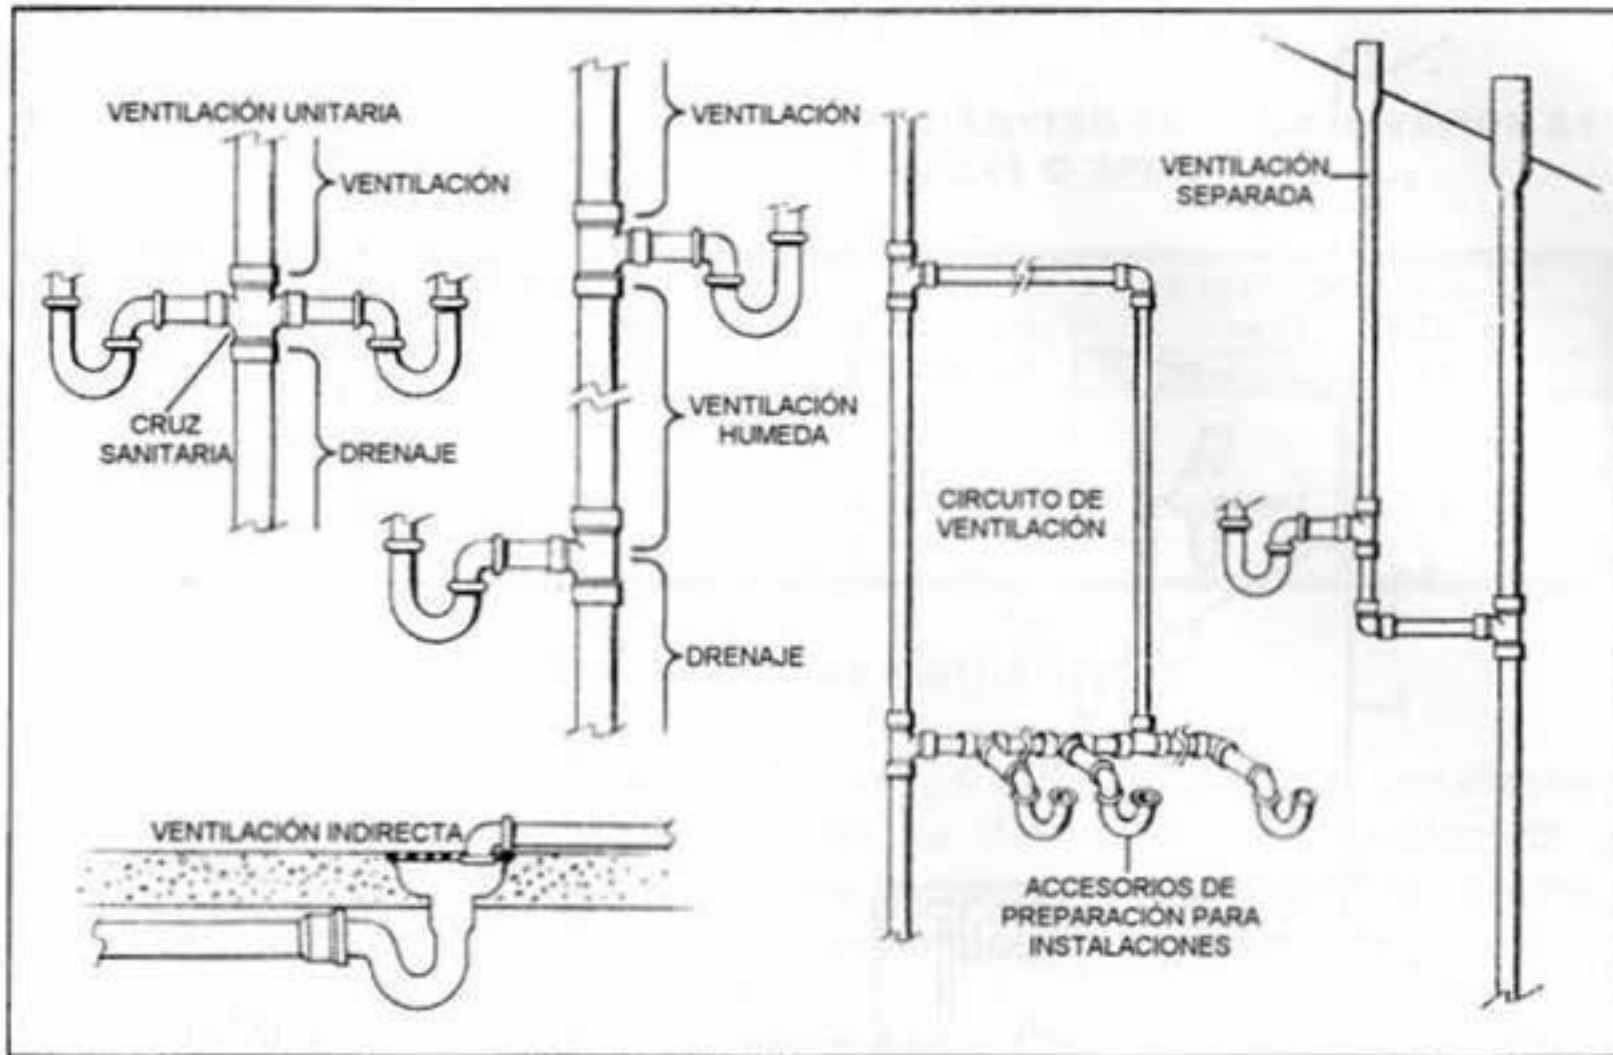 VENTILACIÓN UNITARIA
VENTILACIÓN
CRUZ
SANITARIA
DRENAJE
VENTILACIÓN
VENTILACIÓN
HUMEDA
DRENAJE
CIRCUITO DE
VENTILACIÓN
ACCESORIOS DE
PREPARACIÓN PARA
INSTALACIONES
VENTILACIÓN
SEPARADA
VENTILACIÓN INDIRECTA